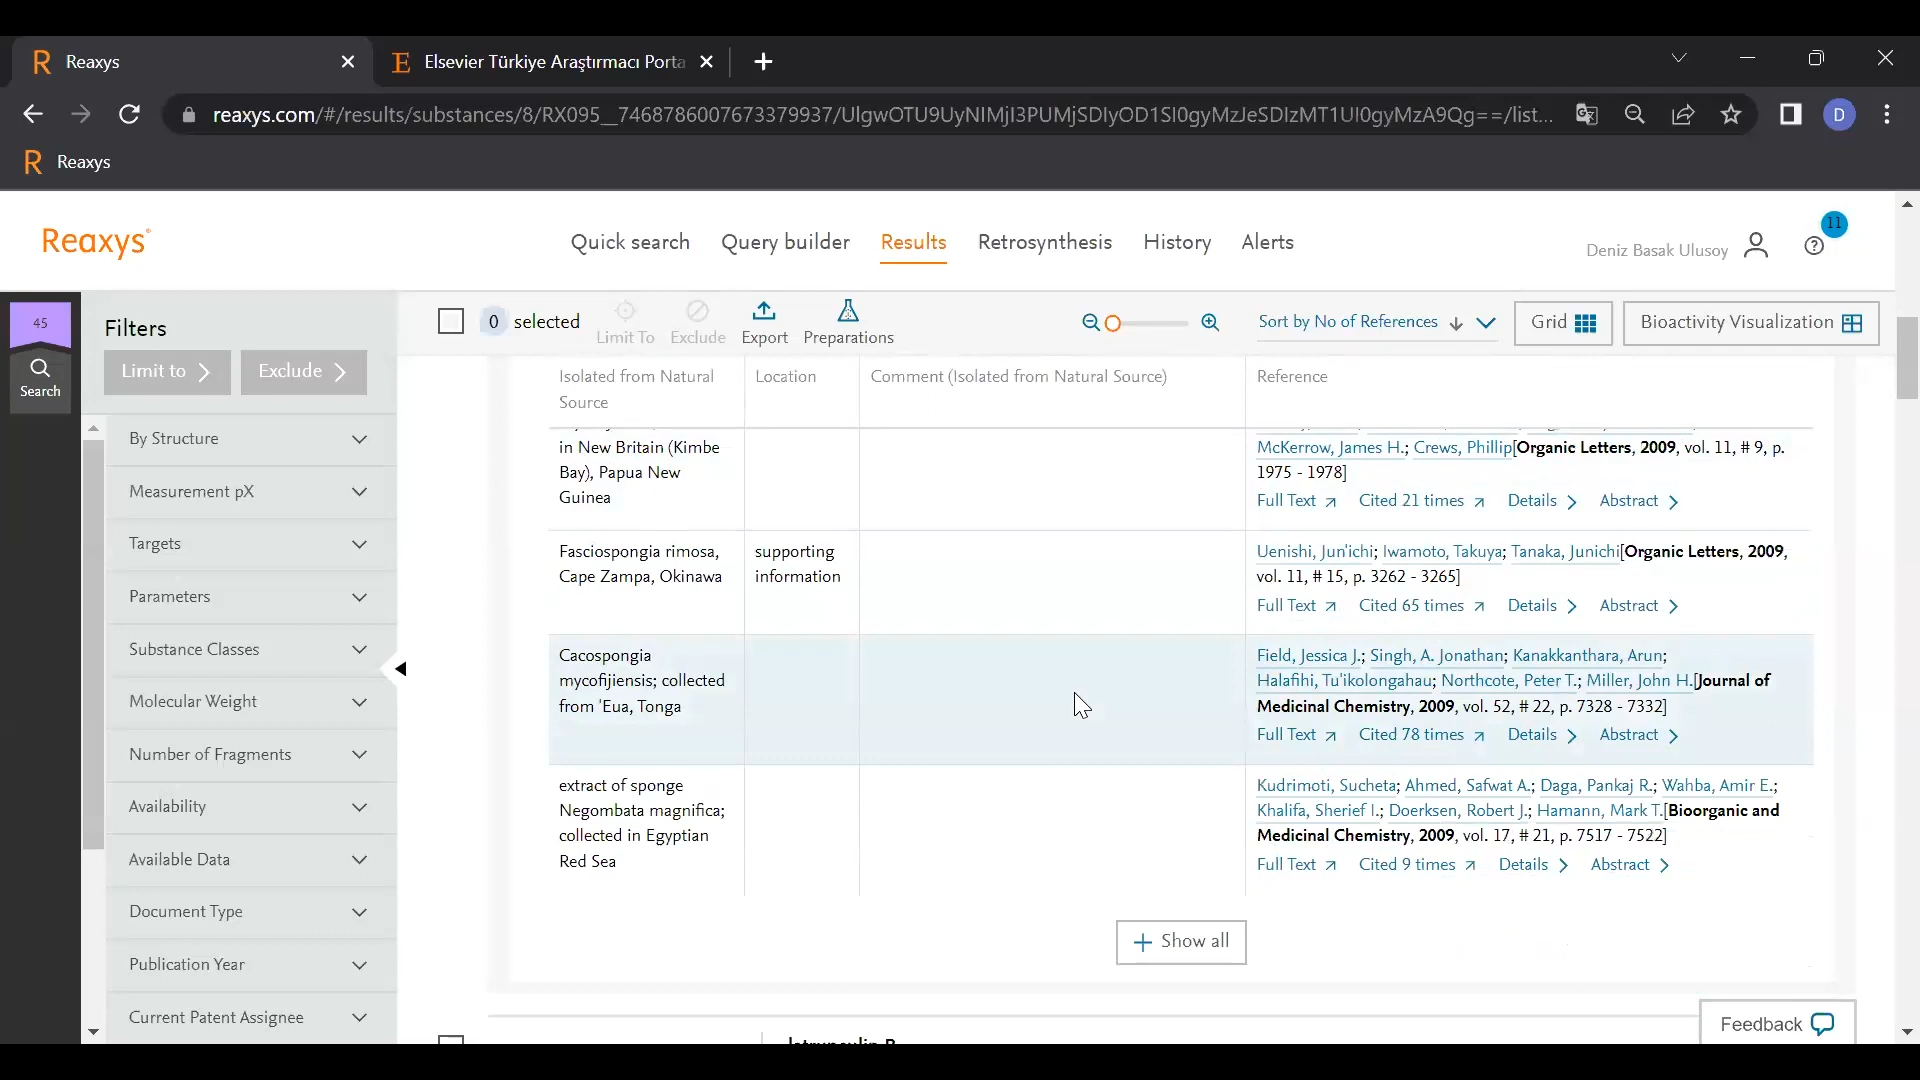 Reaxys
Elsevier Türkiye Araştırmacı Porta
reaxys.com/#/results/substances/8/RX095__7468786007673379937/UlgwOTU9UyNIMjI3PUMjSDIyOD1SI0gyMzJeSDIzMT1UI0gyMzA9Qg==/list...
D
Reaxys
Reaxys
Quick search
Query builder
Results
Retrosynthesis
History
Alerts
Deniz Basak Ulusoy
11
45
Search
Filters
Limit to
Exclude
0 selected
Limit To
Exclude
Export
Preparations
Sort by No of References
Grid
Bioactivity Visualization
By Structure
Measurement pX
Targets
Parameters
Substance Classes
Molecular Weight
Number of Fragments
Availability
Available Data
Document Type
Publication Year
Current Patent Assignee
Isolated from Natural
Source
Location
Comment (Isolated from Natural Source)
Reference
in New Britain (Kimbe
Bay), Papua New
Guinea
McKerrow, James H.; Crews, Phillip[Organic Letters, 2009, vol. 11, # 9, p.
1975 - 1978]
Full Text Cited 21 times Details Abstract
Fasciospongia rimosa,
Cape Zampa, Okinawa
supporting
information
Uenishi, Jun'ichi; Iwamoto, Takuya; Tanaka, Junichi[Organic Letters, 2009,
vol. 11, # 15, p. 3262 - 3265]
Full Text Cited 65 times Details Abstract
Cacospongia
mycofijiensis; collected
from 'Eua, Tonga
Field, Jessica J.; Singh, A. Jonathan; Kanakkanthara, Arun;
Halafihi, Tu'ikolongahau; Northcote, Peter T.; Miller, John H.[Journal of
Medicinal Chemistry, 2009, vol. 52, # 22, p. 7328 - 7332]
Full Text Cited 78 times Details Abstract
extract of sponge
Negombata magnifica;
collected in Egyptian
Red Sea
Kudrimoti, Sucheta; Ahmed, Safwat A.; Daga, Pankaj R.; Wahba, Amir E.;
Khalifa, Sherief I.; Doerksen, Robert J.; Hamann, Mark T.[Bioorganic and
Medicinal Chemistry, 2009, vol. 17, # 21, p. 7517 - 7522]
Full Text Cited 9 times Details Abstract
+ Show all
Feedback